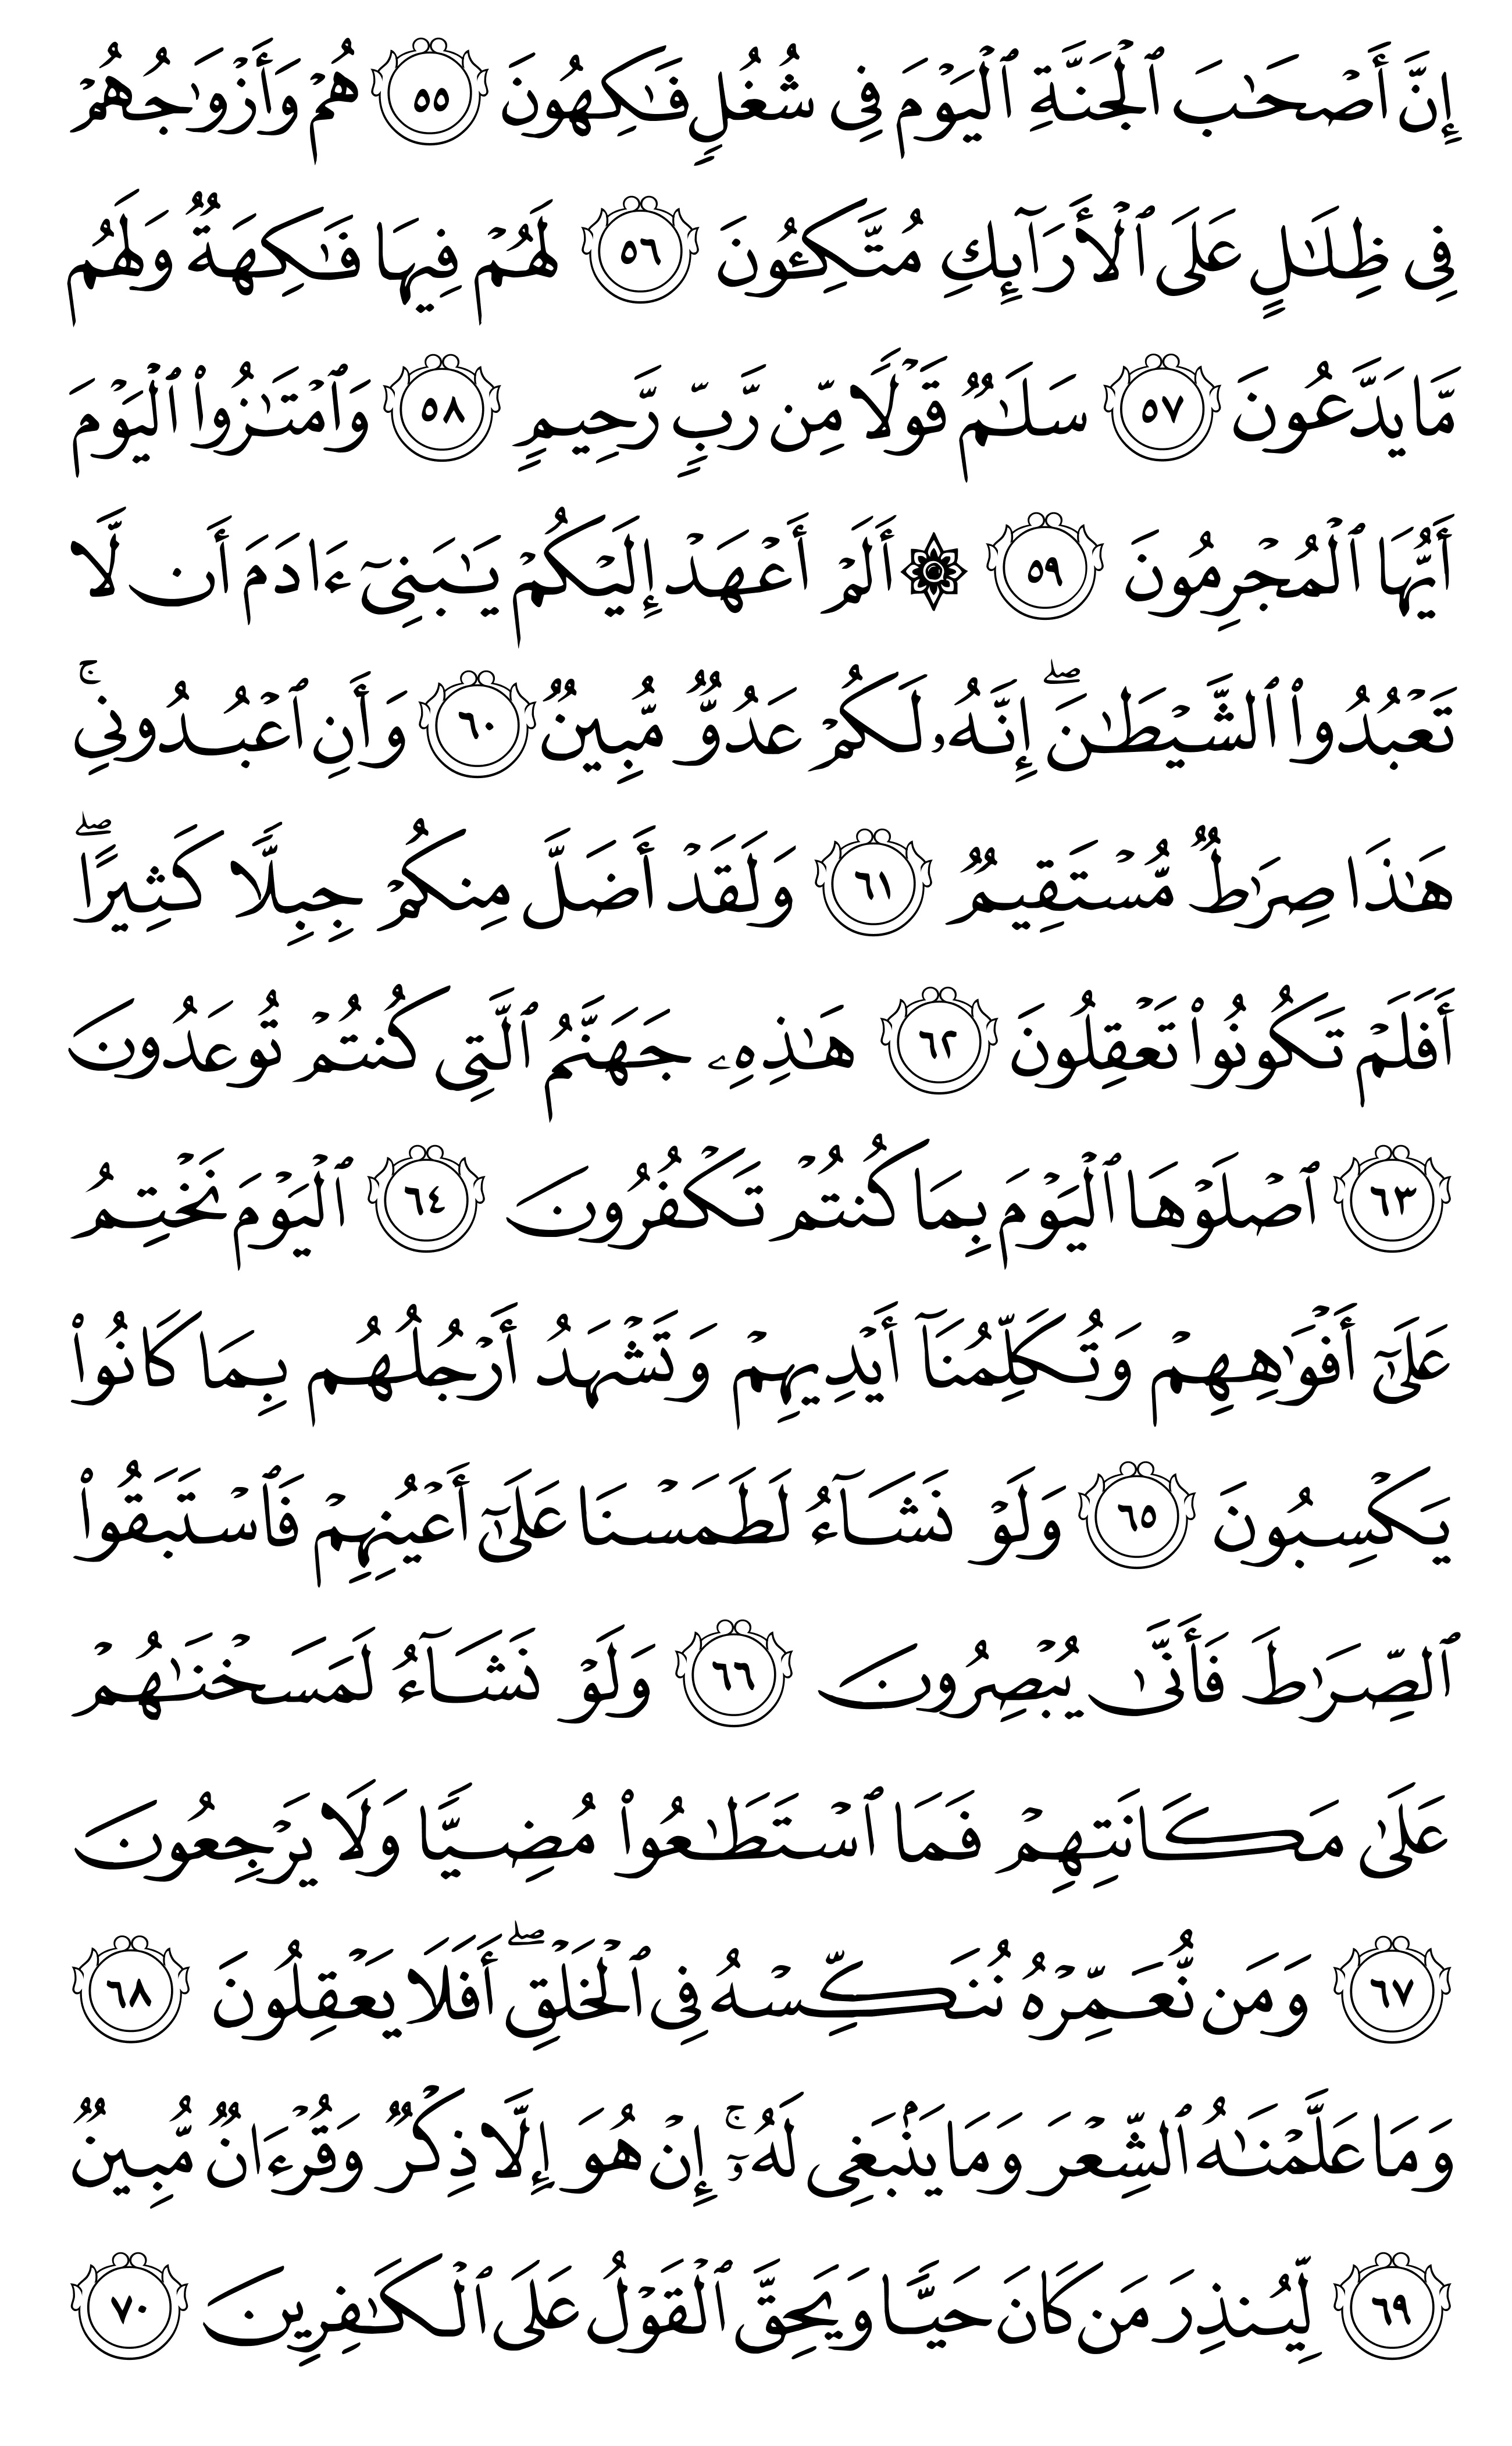 إِنَّ أَصۡحَٰبَ ٱلۡجَنَّةِ ٱلۡيَوۡمَ فِى شُغُلٍ فَٰكِهُونَ ٥٥ هُمۡ وَأَزۡوَٰجُهُمۡ
فِى ظِلَٰلٍ عَلَى ٱلۡأَرَآئِكِ مُتَّكِـُٔونَ ٥٦ لَهُمۡ فِيهَا فَٰكِهَةٌ وَلَهُم
مَّا يَدَّعُونَ ٥٧ سَلَٰمٌ قَوۡلًا مِّن رَّبٍّ رَّحِيمٍ ٥٨ وَٱمۡتَٰزُواْ ٱلۡيَوۡمَ
أَيُّهَا ٱلۡمُجۡرِمُونَ ٥٩ ۞ أَلَمۡ أَعۡهَدۡ إِلَيۡكُمۡ يَٰبَنِىٓ ءَادَمَ أَن لَّا
تَعۡبُدُواْ ٱلشَّيۡطَٰنَۖ إِنَّهُۥ لَكُمۡ عَدُوٌّ مُّبِينٌ ٦٠ وَأَنِ ٱعۡبُدُونِىۚ
هَٰذَا صِرَٰطٌ مُّسۡتَقِيمٌ ٦١ وَلَقَدۡ أَضَلَّ مِنكُمۡ جِبِلًّا كَثِيرًاۖ
أَفَلَمۡ تَكُونُواْ تَعۡقِلُونَ ٦٢ هَٰذِهِۦ جَهَنَّمُ ٱلَّتِى كُنتُمۡ تُوعَدُونَ
٦٣ ٱصۡلَوۡهَا ٱلۡيَوۡمَ بِمَا كُنتُمۡ تَكۡفُرُونَ ٦٤ ٱلۡيَوۡمَ نَخۡتِمُ
عَلَىٰٓ أَفۡوَٰهِهِمۡ وَتُكَلِّمُنَآ أَيۡدِيهِمۡ وَتَشۡهَدُ أَرۡجُلُهُم بِمَا كَانُواْ
يَكۡسِبُونَ ٦٥ وَلَوۡ نَشَآءُ لَطَمَسۡنَا عَلَىٰٓ أَعۡيُنِهِمۡ فَٱسۡتَبَقُواْ
ٱلصِّرَٰطَ فَأَنَّىٰ يُبۡصِرُونَ ٦٦ وَلَوۡ نَشَآءُ لَمَسَخۡنَٰهُمۡ
عَلَىٰ مَكَانَتِهِمۡ فَمَا ٱسۡتَطَٰعُواْ مُضِيًّا وَلَا يَرۡجِعُونَ
٦٧ وَمَن نُّعَمِّرۡهُ نُنَكِّسۡهُ فِى ٱلۡخَلۡقِۖ أَفَلَا يَعۡقِلُونَ ٦٨
وَمَا عَلَّمۡنَٰهُ ٱلشِّعۡرَ وَمَا يَنۢبَغِى لَهُۥٓۚ إِنۡ هُوَ إِلَّا ذِكۡرٌ وَقُرۡءَانٌ مُّبِينٌ
٦٩ لِّيُنذِرَ مَن كَانَ حَيًّا وَيَحِقَّ ٱلۡقَوۡلُ عَلَى ٱلۡكَٰفِرِينَ ٧٠